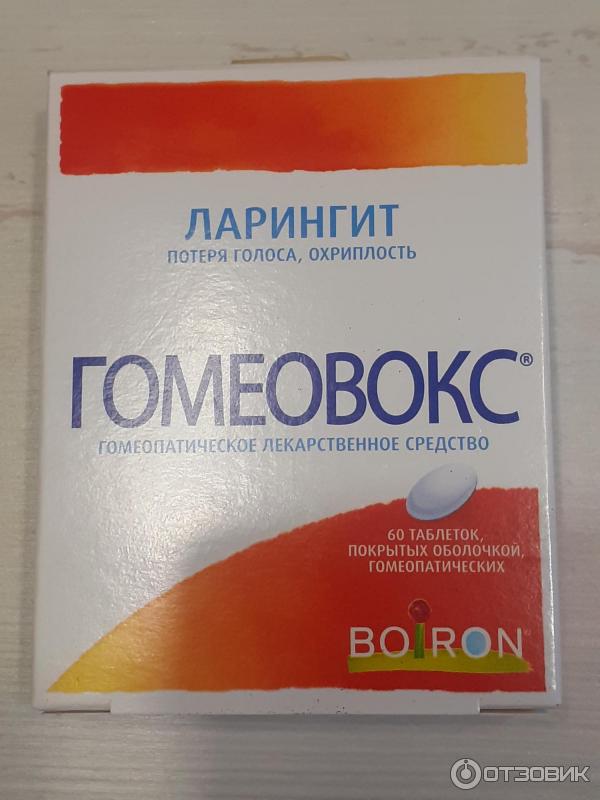 ЛАРИНГИТ
ПОТЕРЯ ГОЛОСА, ОХРИПЛОСТЬ
ГОМЕОВОКС®
ГОМЕОПАТИЧЕСКОЕ ЛЕКАРСТВЕННОЕ СРЕДСТВО
60 ТАБЛЕТОК,
ПОКРЫТЫХ ОБОЛОЧКОЙ,
ГОМЕОПАТИЧЕСКИХ
BOIRON
ОТЗОВИК